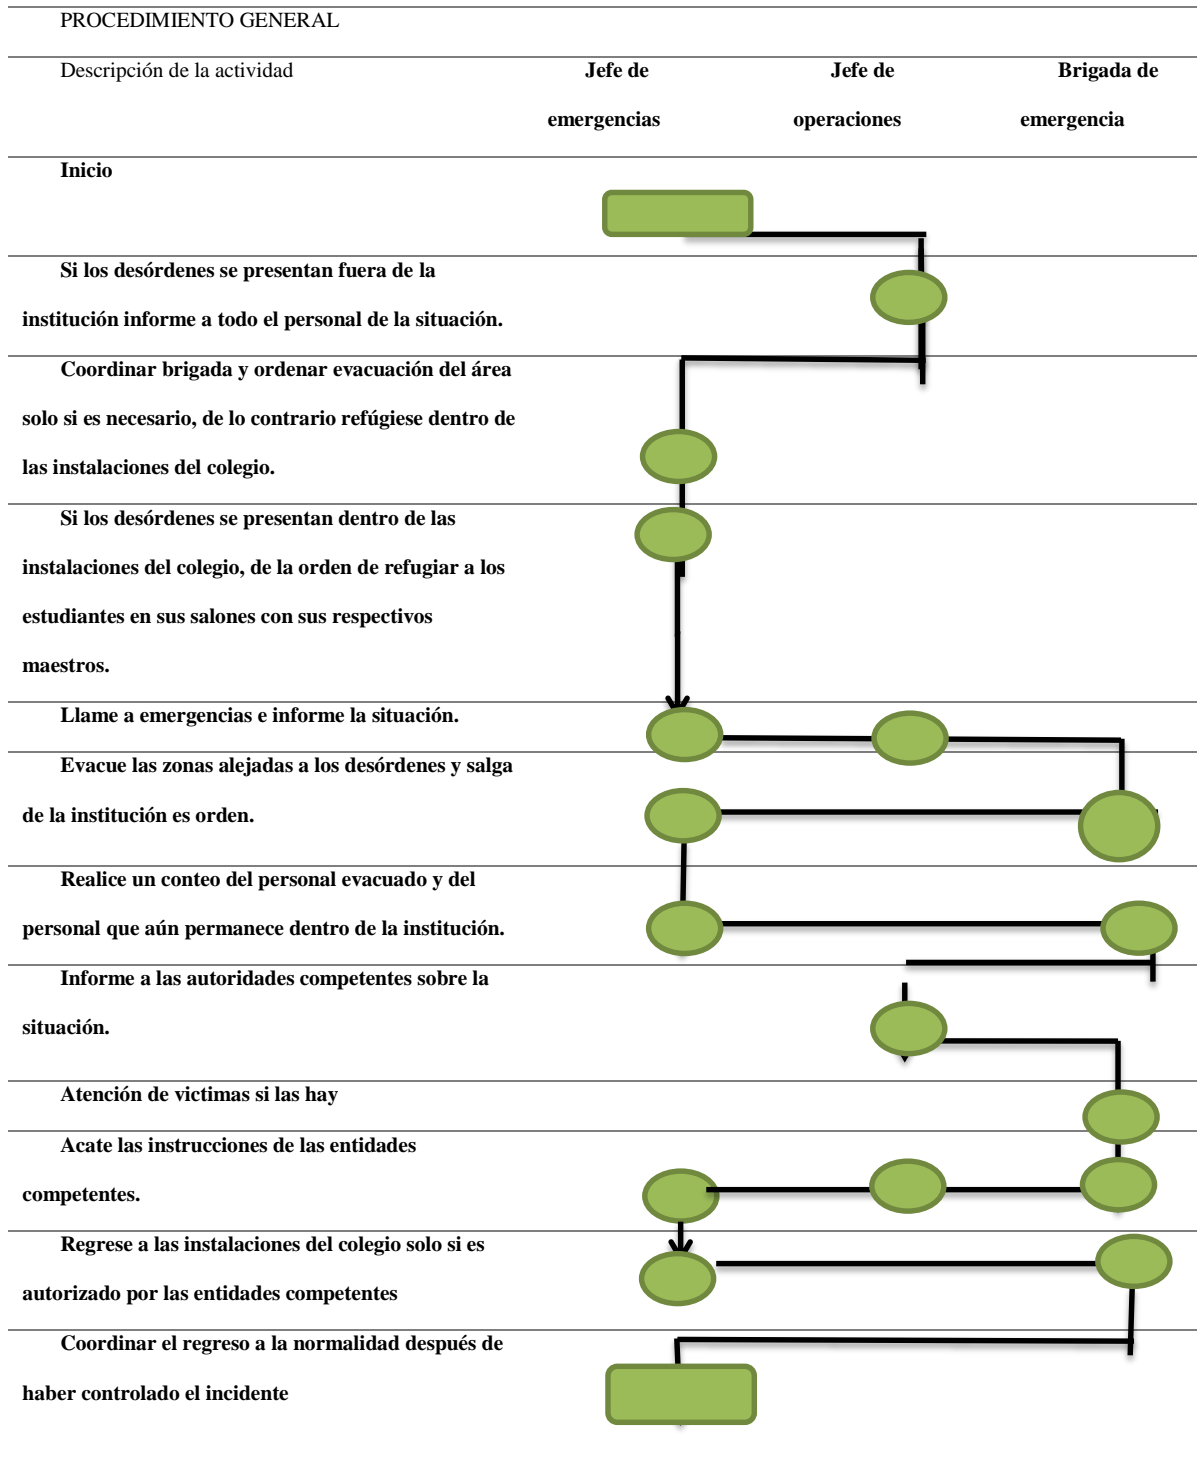 PROCEDIMIENTO GENERAL
Descripción de la actividad Jefe de emergencias Jefe de operaciones Brigada de emergencia
Inicio
Si los desórdenes se presentan fuera de la
institución informe a todo el personal de la situación.
Coordinar brigada y ordenar evacuación del área
solo si es necesario, de lo contrario refúgiese dentro de
las instalaciones del colegio.
Si los desórdenes se presentan dentro de las
instalaciones del colegio, de la orden de refugiar a los
estudiantes en sus salones con sus respectivos
maestros.
Llame a emergencias e informe la situación.
Evacue las zonas alejadas a los desórdenes y salga
de la institución es orden.
Realice un conteo del personal evacuado y del
personal que aún permanece dentro de la institución.
Informe a las autoridades competentes sobre la
situación.
Atención de victimas si las hay
Acate las instrucciones de las entidades
competentes.
Regrese a las instalaciones del colegio solo si es
autorizado por las entidades competentes
Coordinar el regreso a la normalidad después de
haber controlado el incidente